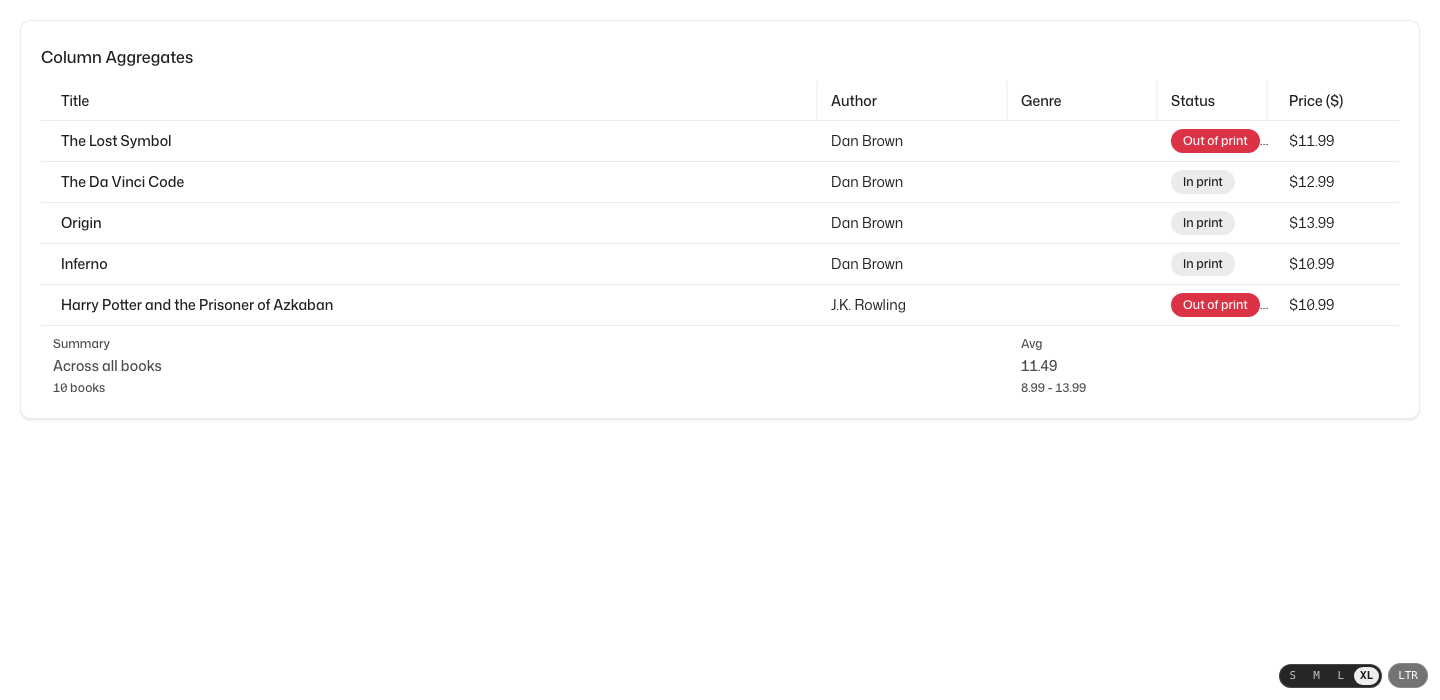 Column Aggregates
Title Author Genre Status Price ($)
The Lost Symbol Dan Brown Out of print... $11.99
The Da Vinci Code Dan Brown In print $12.99
Origin Dan Brown In print $13.99
Inferno Dan Brown In print $10.99
Harry Potter and the Prisoner of Azkaban J.K. Rowling Out of print... $10.99
Summary Avg
Across all books 11.49
10 books 8.99 - 13.99
S M L XL LTR